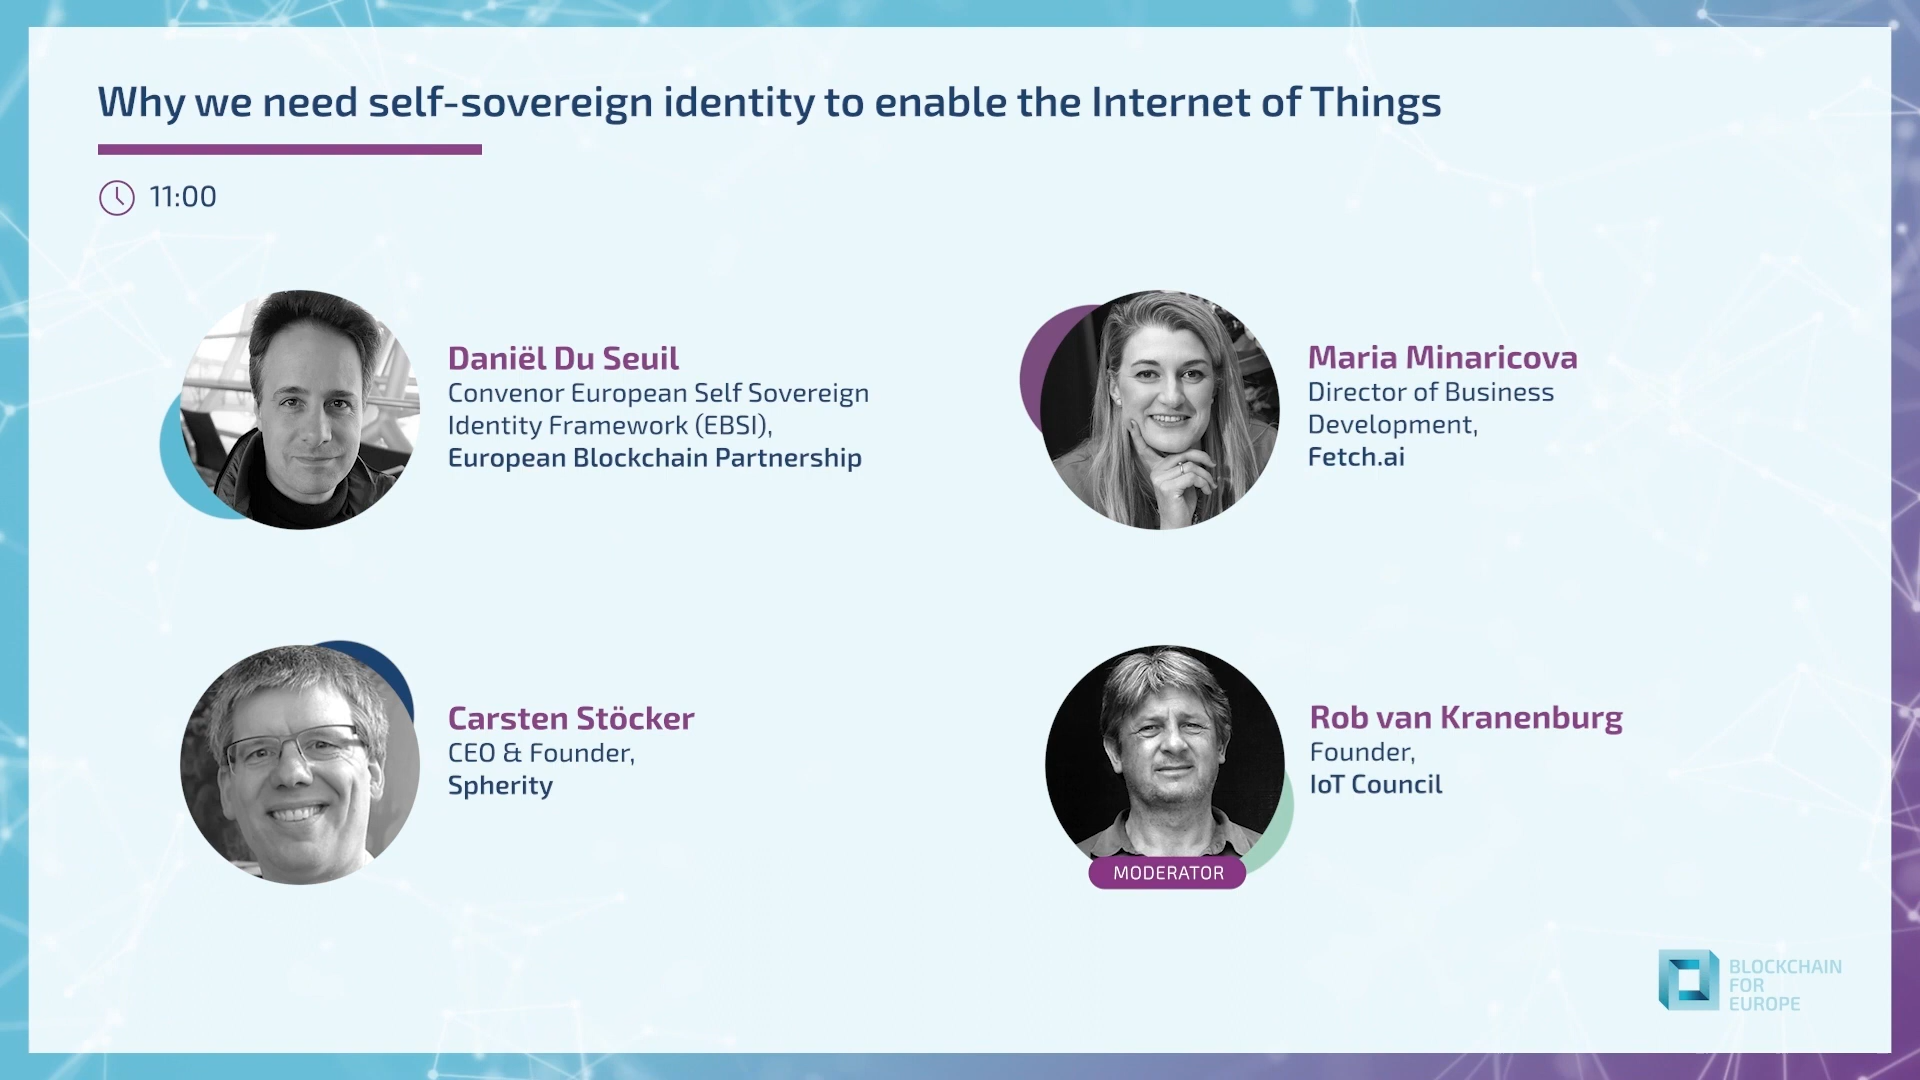 Why we need self-sovereign identity to enable the Internet of Things
11:00
Daniël Du Seuil
Convenor European Self Sovereign
Identity Framework (EBSI),
European Blockchain Partnership
Maria Minaricova
Director of Business
Development,
Fetch.ai
Carsten Stöcker
CEO & Founder,
Spherity
Rob van Kranenburg
Founder,
IoT Council
MODERATOR
BLOCKCHAIN
FOR
EUROPE